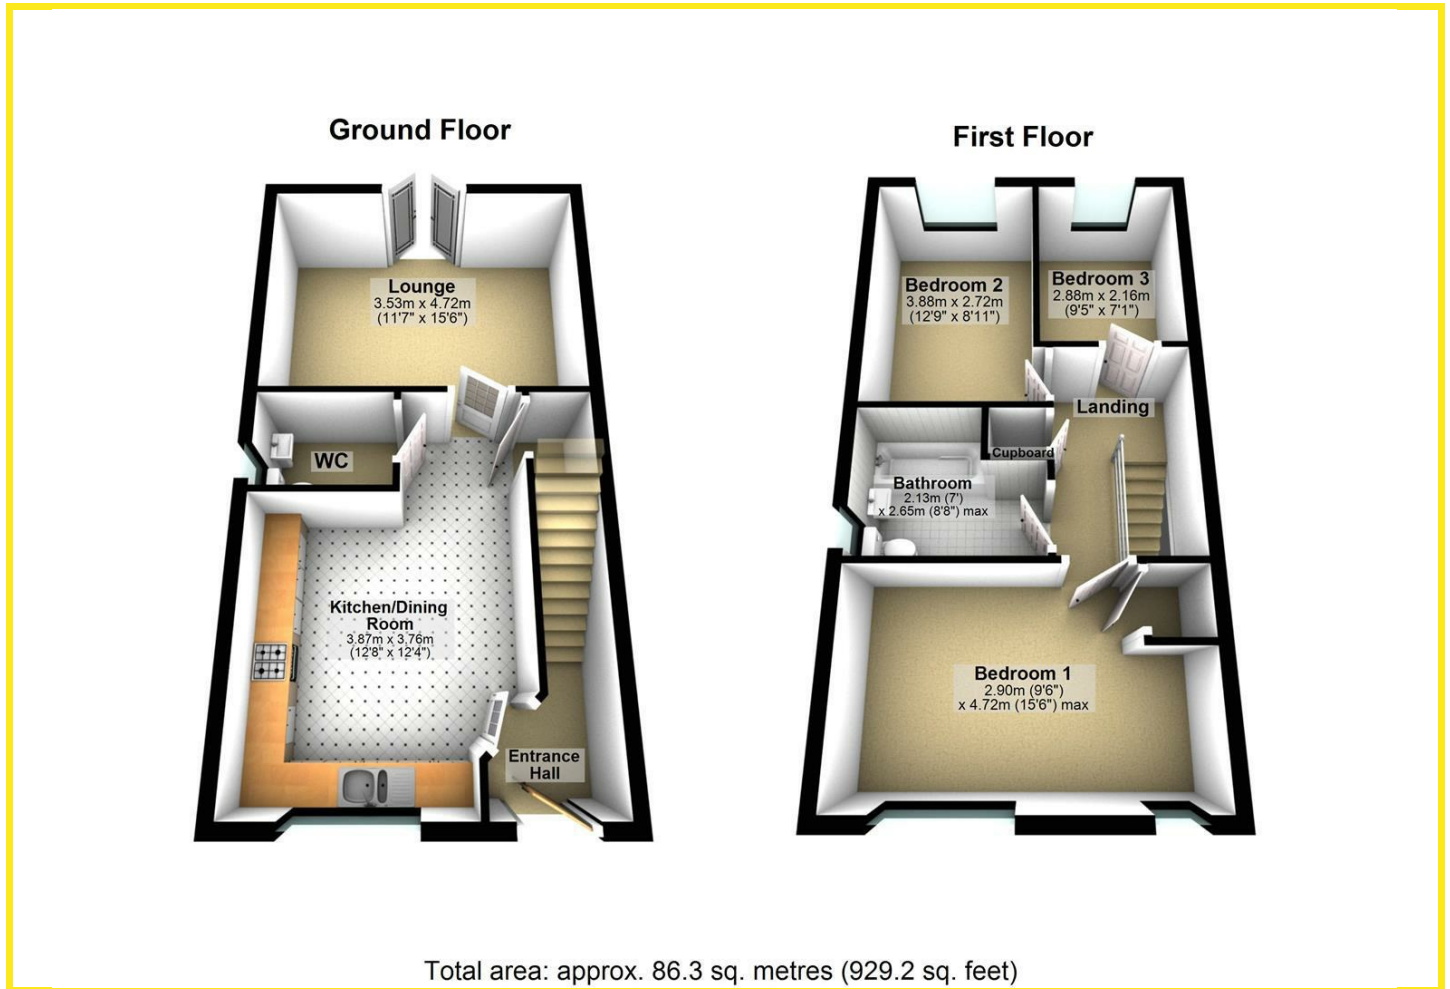 Ground Floor
Lounge
3.53m x 4.72m
(11'7" x 15'6")
WC
Kitchen/Dining
Room
3.87m x 3.76m
(12'8" x 12'4")
Entrance
Hall
First Floor
Bedroom 2
3.88m x 2.72m
(12'9" x 8'11")
Bedroom 3
2.88m x 2.16m
(9'5" x 7'1")
Landing
Cupboard
Bathroom
2.13m (7')
x 2.65m (8'8") max
Bedroom 1
2.90m (9'6")
x 4.72m (15'6") max
Total area: approx. 86.3 sq. metres (929.2 sq. feet)